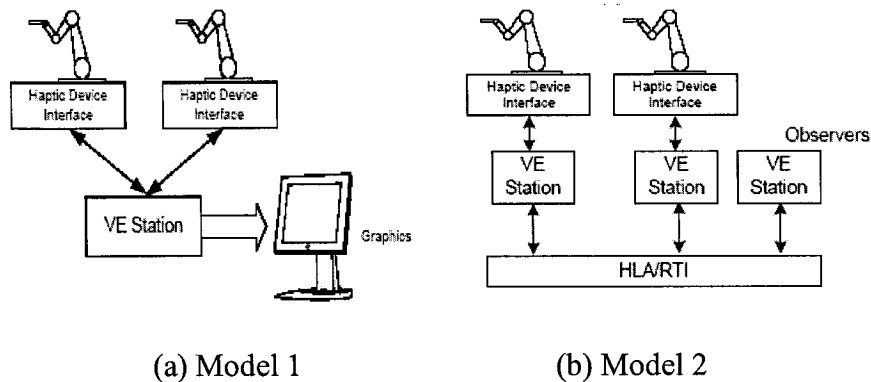 Haptic Device
Interface
Haptic Device
Interface
VE Station
Graphics
(a) Model 1
Haptic Device
Interface
Haptic Device
Interface
Observers
VE
Station
VE
Station
VE
Station
HLA/RTI
(b) Model 2